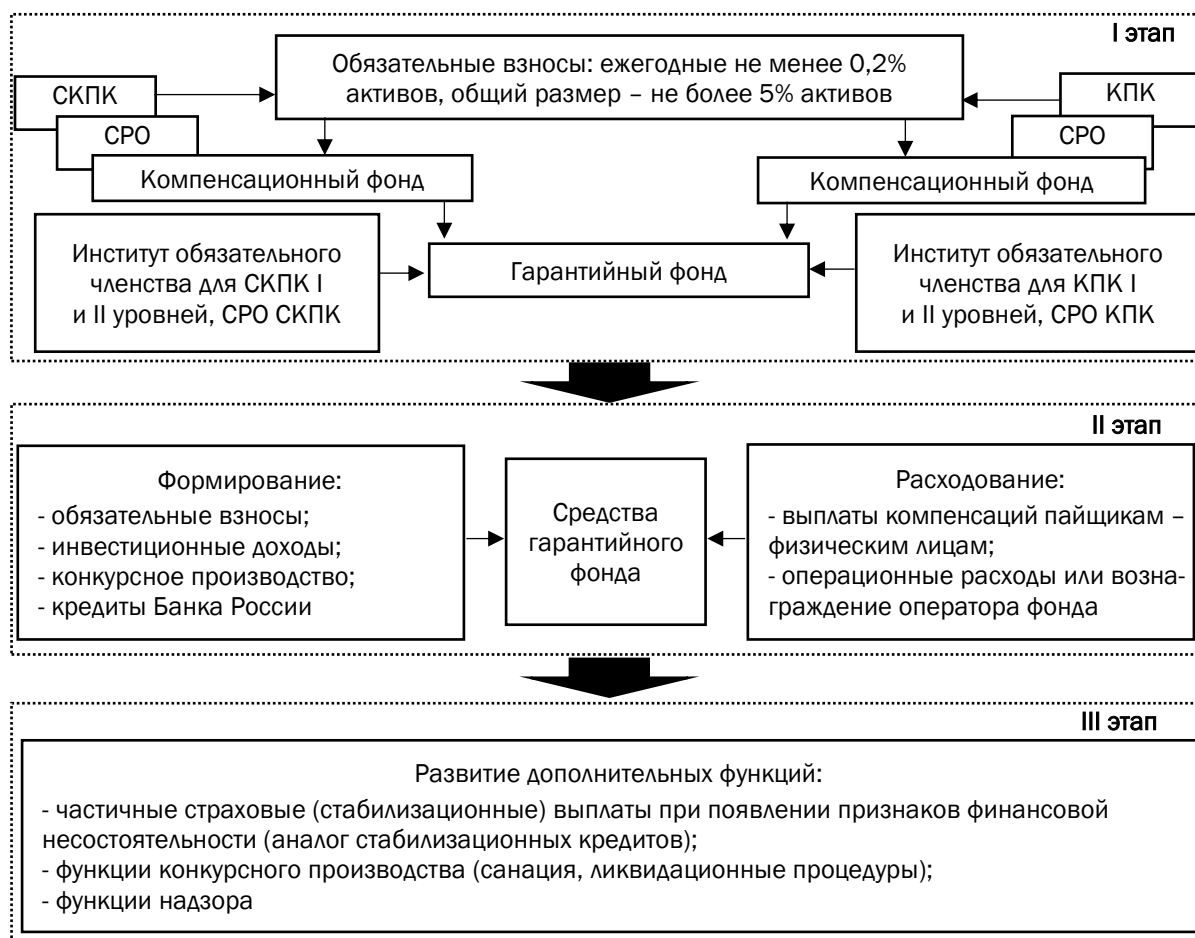 I этап
Обязательные взносы: ежегодные не менее 0,2%
активов, общий размер – не более 5% активов
СКПК
КПК
СРО
СРО
Компенсационный фонд
Компенсационный фонд
Институт обязательного
членства для СКПК I
и II уровней, СРО СКПК
Гарантийный фонд
Институт обязательного
членства для КПК I
и II уровней, СРО КПК
II этап
Формирование:
- обязательные взносы;
- инвестиционные доходы;
- конкурсное производство;
- кредиты Банка России
Средства
гарантийного
фонда
Расходование:
- выплаты компенсаций пайщикам –
физическим лицам;
- операционные расходы или возна-
граждение оператора фонда
III этап
Развитие дополнительных функций:
- частичные страховые (стабилизационные) выплаты при появлении признаков финансовой
несостоятельности (аналог стабилизационных кредитов);
- функции конкурсного производства (санация, ликвидационные процедуры);
- функции надзора